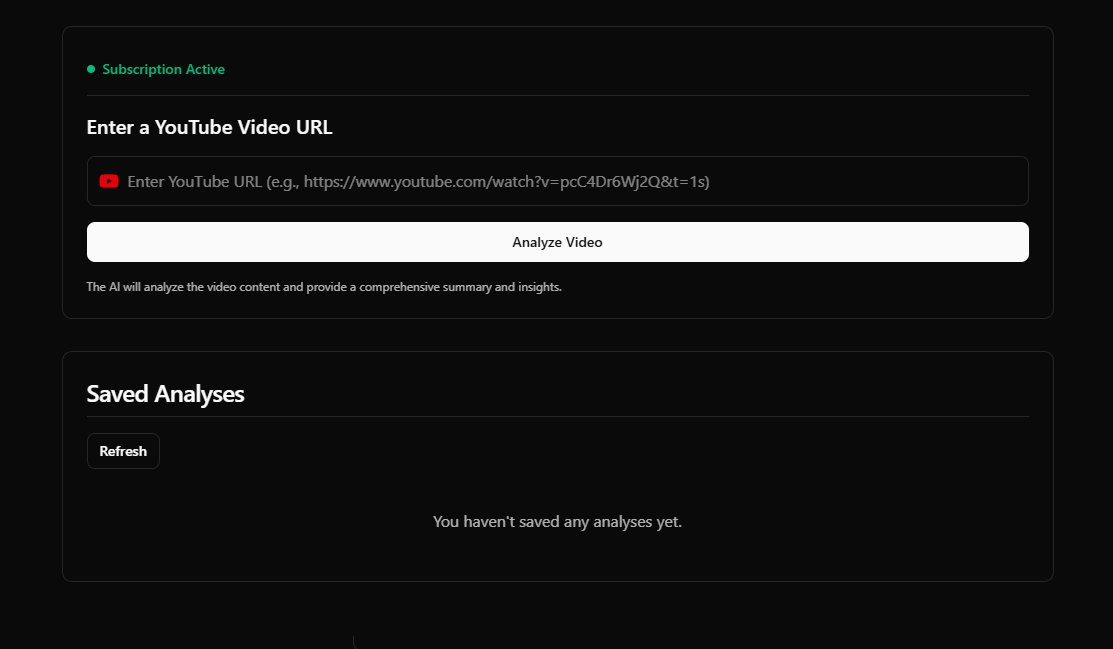 Subscription Active
Enter a YouTube Video URL
Enter YouTube URL (e.g., https://www.youtube.com/watch?v=pcC4Dr6Wj2Q&t=1s)
Analyze Video
The AI will analyze the video content and provide a comprehensive summary and insights.
Saved Analyses
Refresh
You haven't saved any analyses yet.